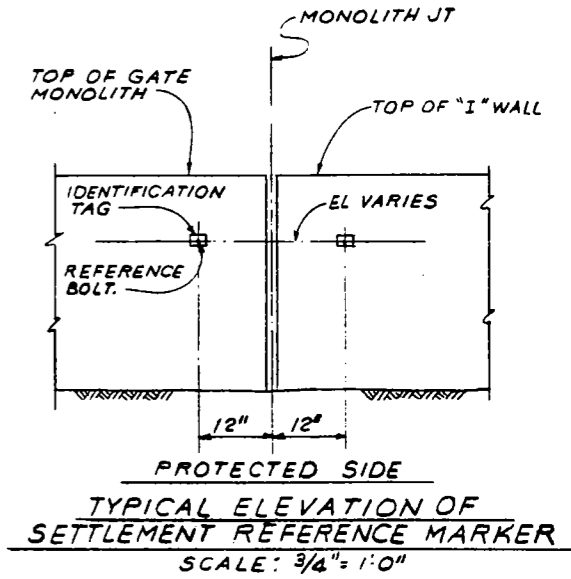 MONOLITH JT
TOP OF GATE
MONOLITH
TOP OF "I" WALL
IDENTIFICATION
TAG
EL VARIES
REFERENCE
BOLT.
12" 12"
PROTECTED SIDE
TYPICAL ELEVATION OF
SETTLEMENT REFERENCE MARKER
SCALE: 3/4" = 1'0"